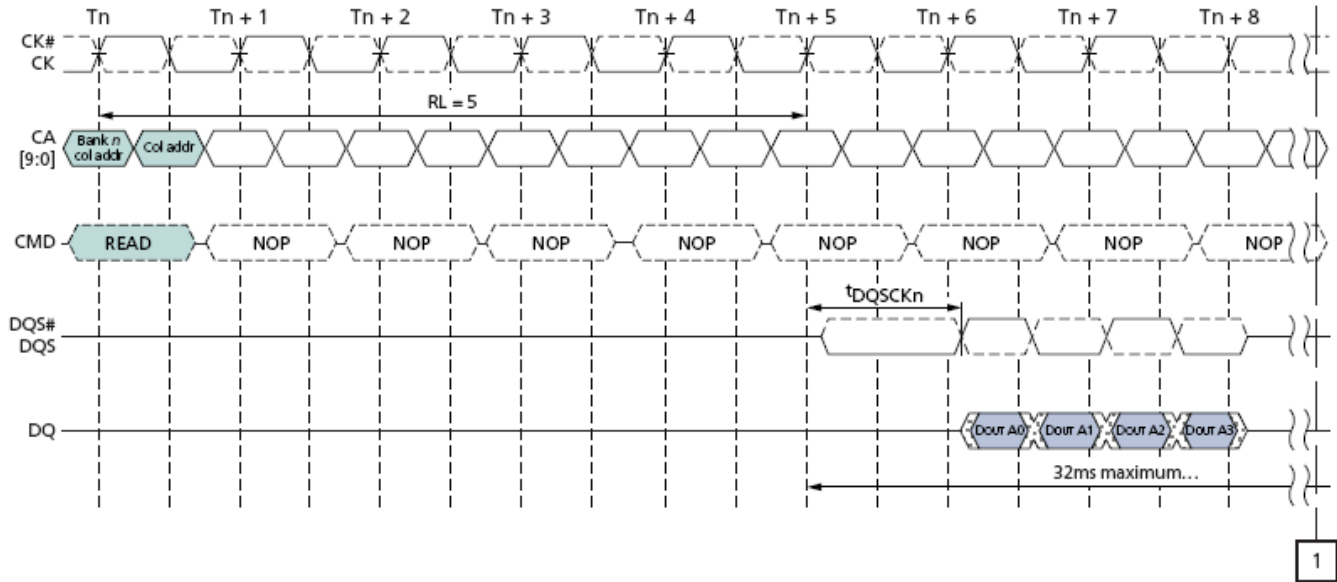 Tn Tn + 1 Tn + 2 Tn + 3 Tn + 4 Tn + 5 Tn + 6 Tn + 7 Tn + 8
CK#
CK
RL = 5
CA
[9:0]
Bank n
col addr
Col addr
CMD READ NOP NOP NOP NOP NOP NOP NOP NOP
tDQSCKn
DQS#
DQS
DQ DOUT A0 DOUT A1 DOUT A2 DOUT A3
32ms maximum…
1